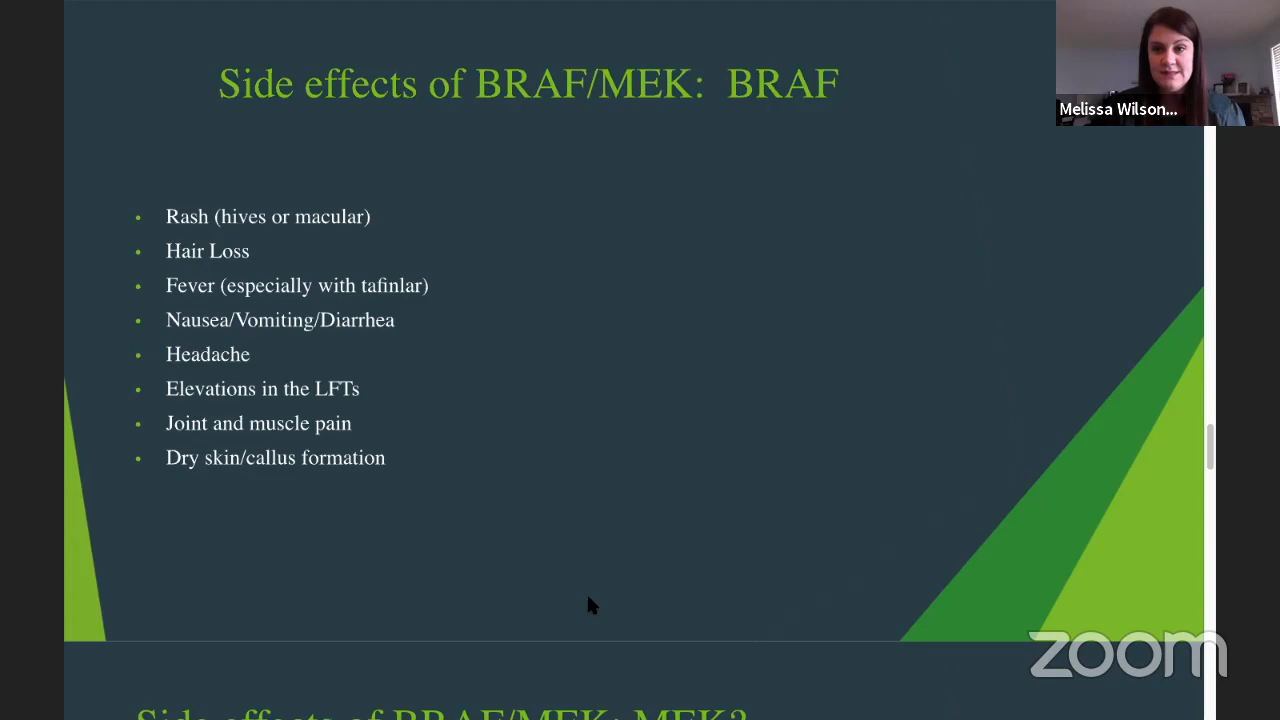 Side effects of BRAF/MEK:  BRAF
Melissa Wilson...
Rash (hives or macular)
Hair Loss
Fever (especially with tafinlar)
Nausea/Vomiting/Diarrhea
Headache
Elevations in the LFTs
Joint and muscle pain
Dry skin/callus formation
zoom
Side effects of BRAF/MEK: MEK?